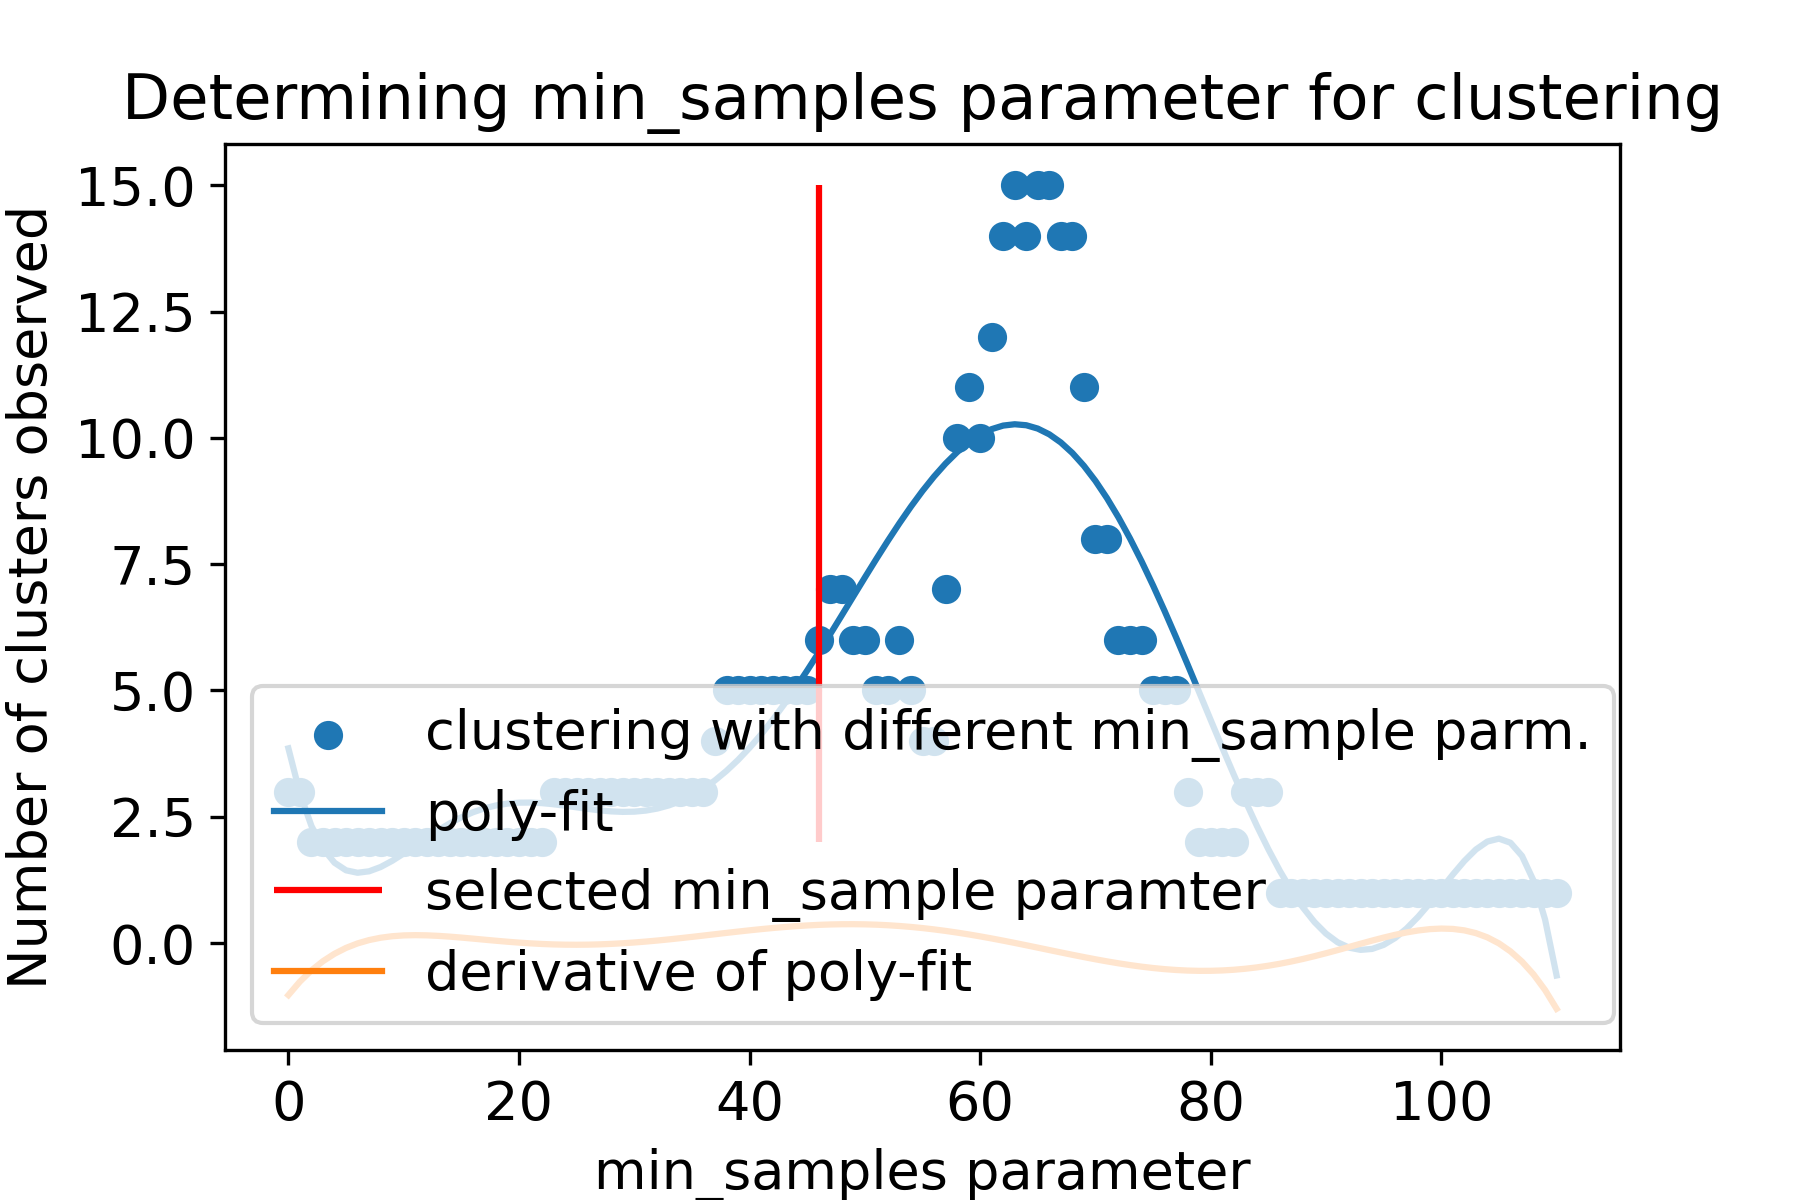 Determining min_samples parameter for clustering
Number of clusters observed
15.0
12.5
10.0
7.5
5.0
2.5
0.0
clustering with different min_sample parm.
poly-fit
selected min_sample paramter
derivative of poly-fit
0 20 40 60 80 100
min_samples parameter